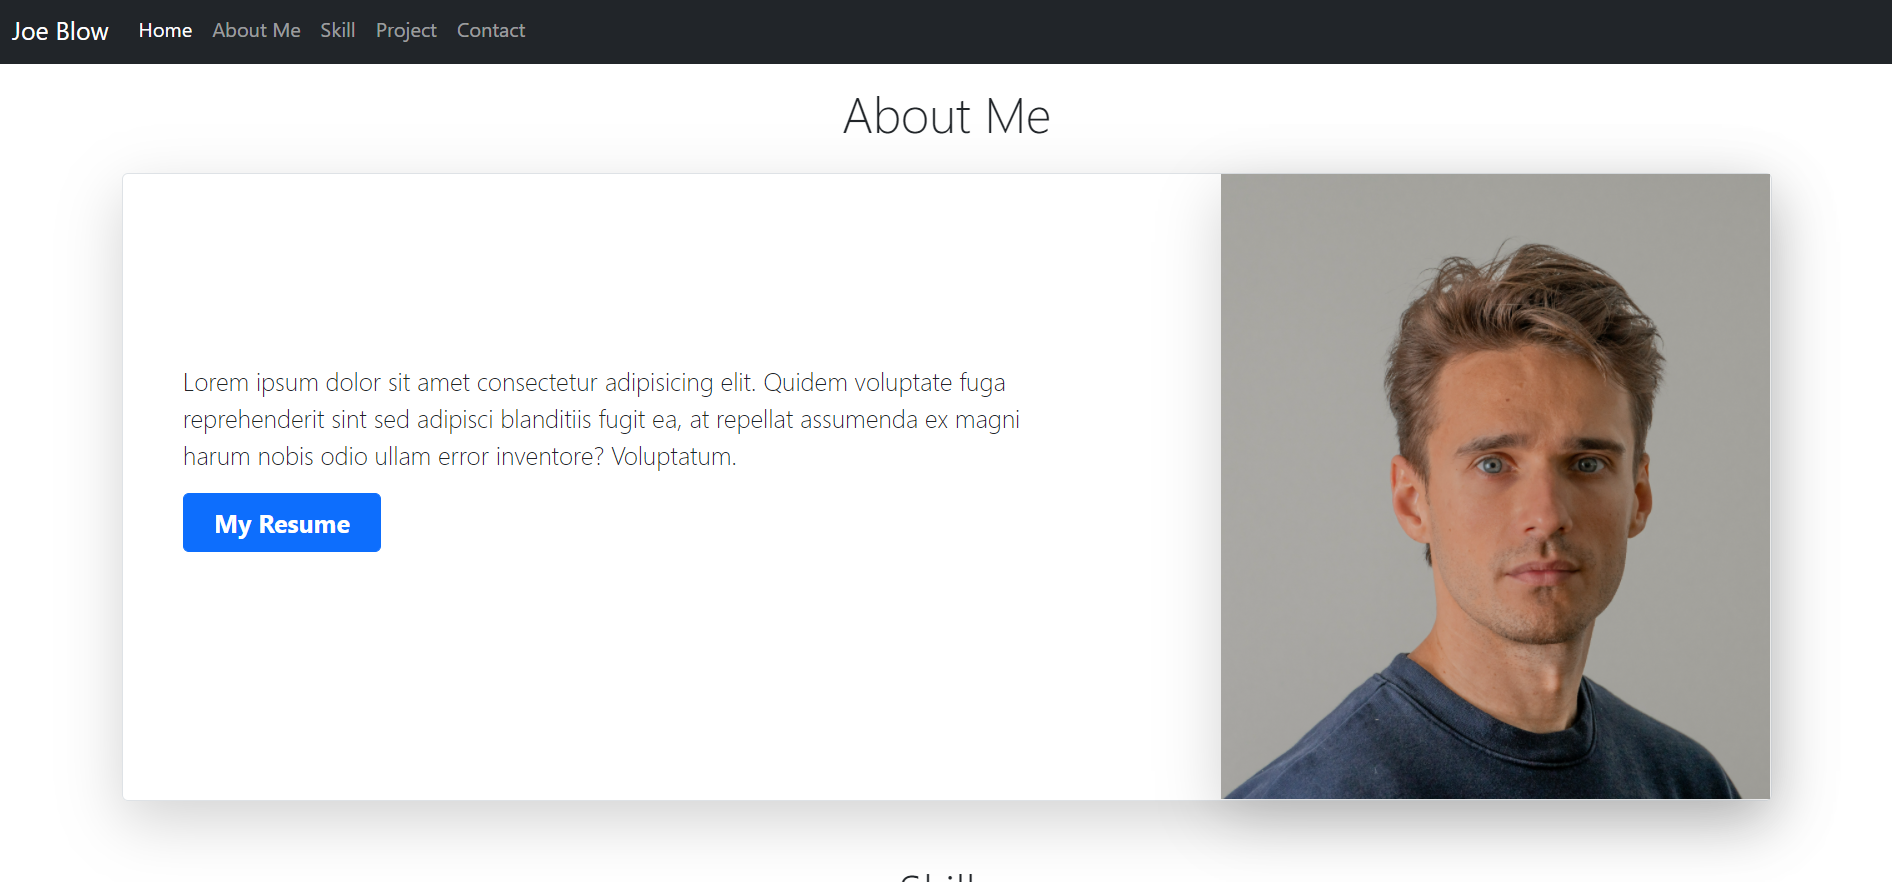 Joe Blow Home About Me Skill Project Contact
About Me
Lorem ipsum dolor sit amet consectetur adipisicing elit. Quidem voluptate fuga
reprehenderit sint sed adipisci blanditiis fugit ea, at repellat assumenda ex magni
harum nobis odio ullam error inventore? Voluptatum.
My Resume
Skill